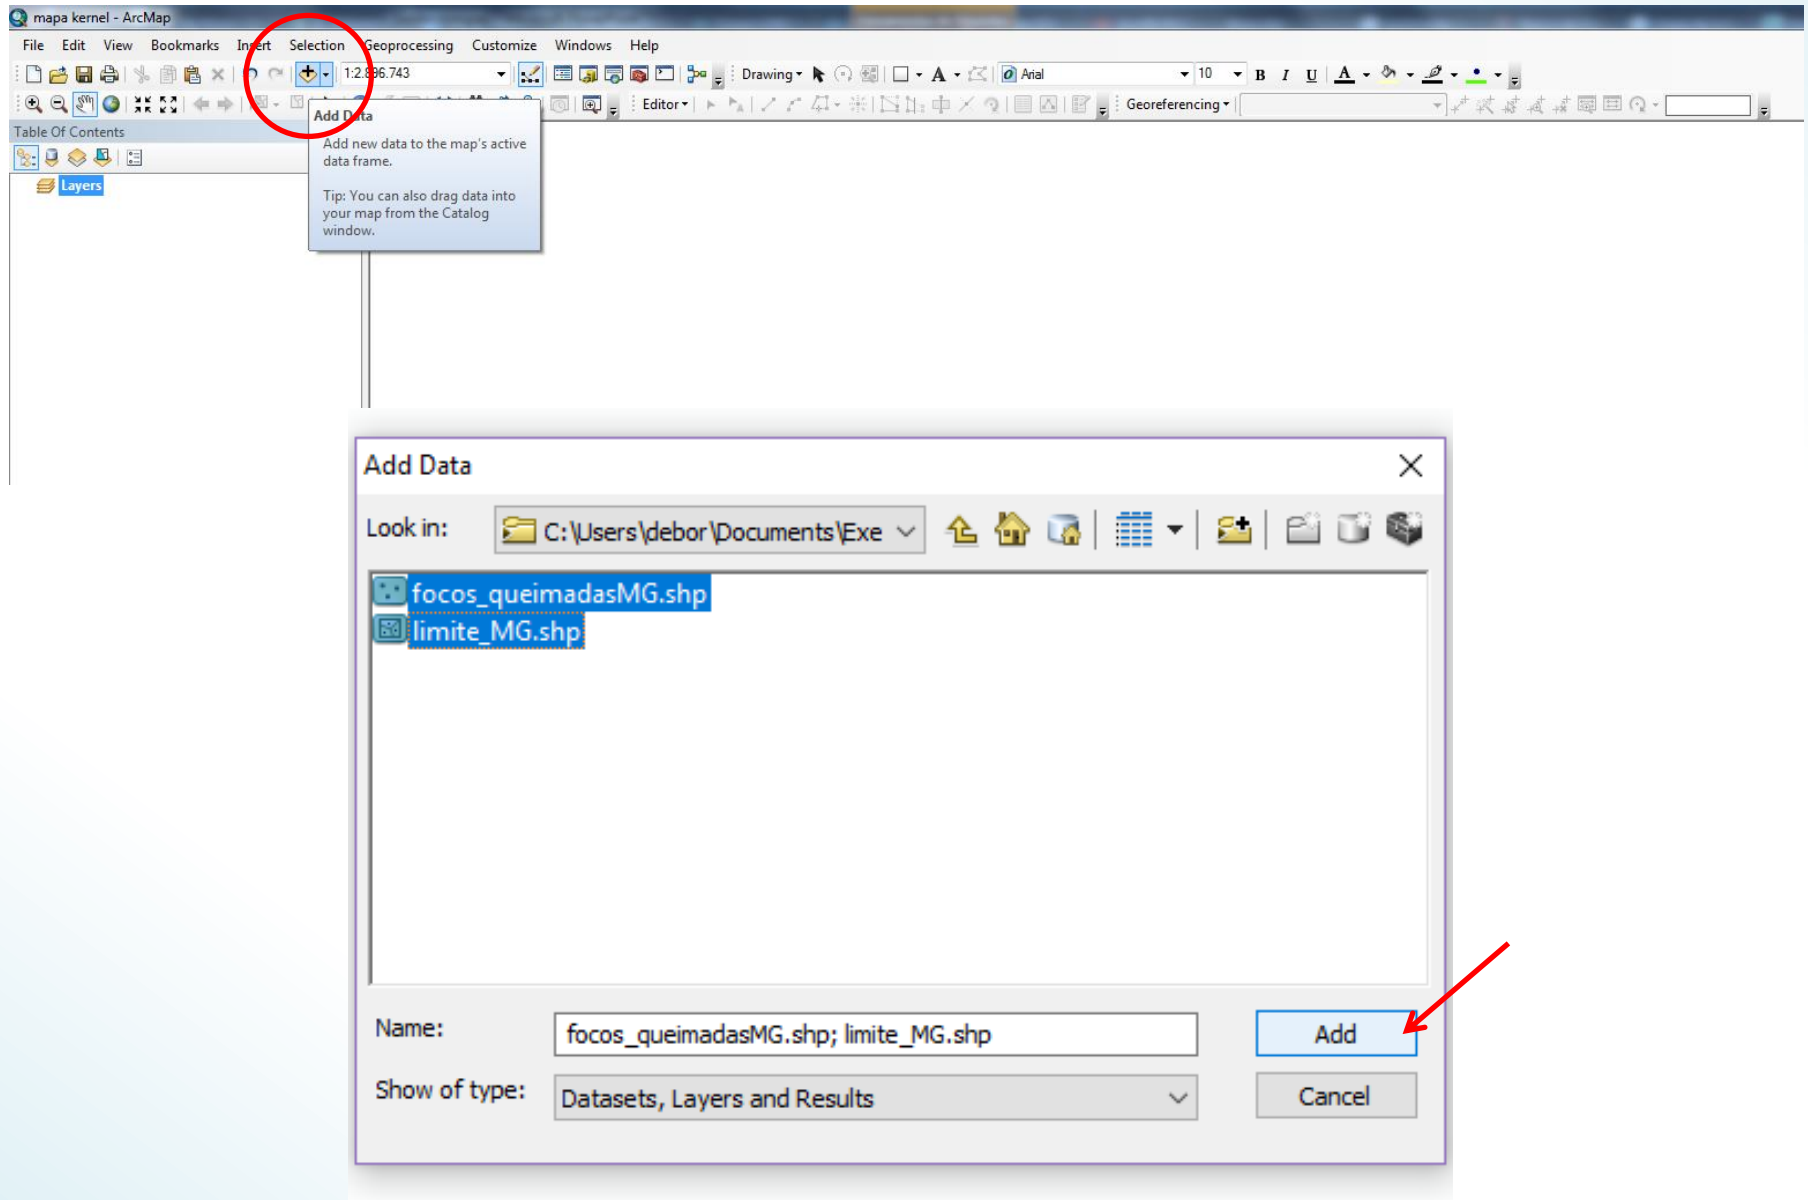 mapa kernel - ArcMap
File Edit View Bookmarks Insert Selection Geoprocessing Customize Windows Help
1:2.896.743 Drawing A Arial 10 B I U A
Editor Georeferencing
Add Data
Table Of Contents
Add new data to the map's active
data frame.
Layers
Tip: You can also drag data into
your map from the Catalog
window.
Add Data
Look in: C:\Users\debor\Documents\Exe
focos_queimadasMG.shp
limite_MG.shp
Name: focos_queimadasMG.shp; limite_MG.shp Add
Show of type: Datasets, Layers and Results Cancel